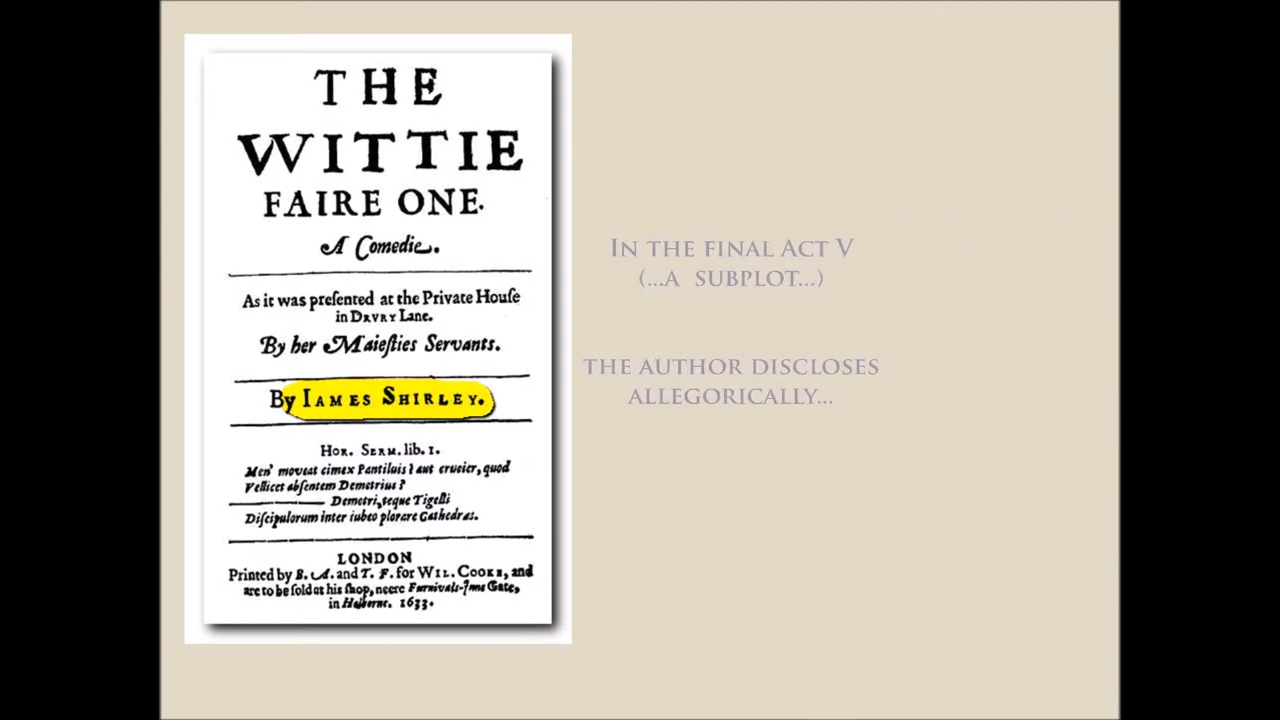 THE
WITTIE
FAIRE ONE.
A Comedie.
As it was preſented at the Private Houſe
in DRVRY LANE.
By her Maieſties Servants.
By IAMES SHIRLEY.
HOR. SERM. lib. 1.
Men' moveat cimex Pantilius? aut crucier, quod
Vellicet abſentem Demetrius?
Demetri, teque Tigelli
Diſcipulorum inter iubeo plorare Cathedras.
LONDON
Printed by B. A. and T. F. for WIL. COOKE, and
are to be ſold at his ſhop, neere Furnivals-Inne Gate,
in Holborne. 1633.
IN THE FINAL ACT V
(...A SUBPLOT...)
THE AUTHOR DISCLOSES
ALLEGORICALLY...